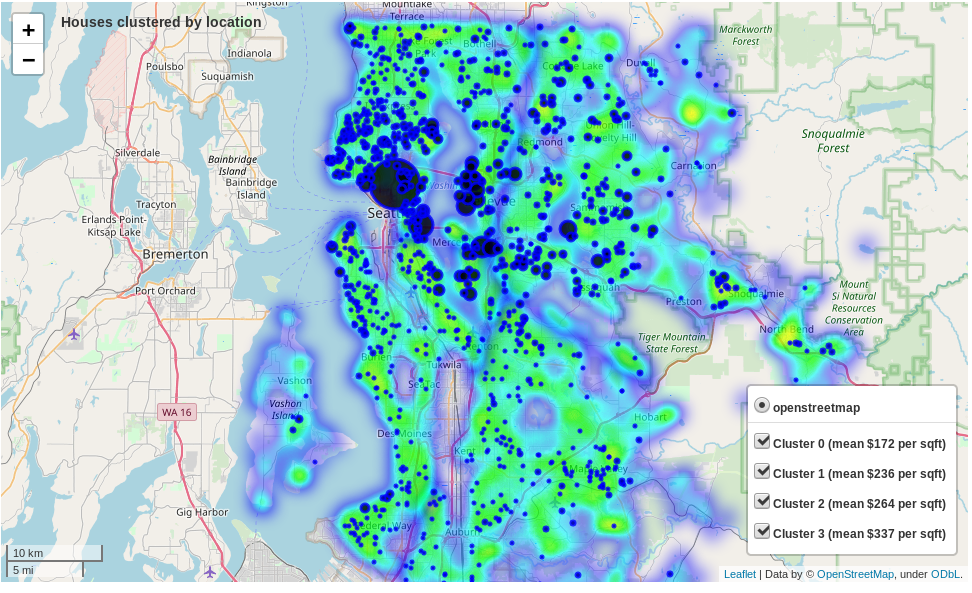 Kingston
Mountlake
Terrace
+
Houses clustered by location
−
Marckworth
Forest
Bothell
Indianola
Poulsbo
Suquamish
Lake
Snoqualmie
Forest
Redmond
Silverdale
Bainbridge
Island
Bainbridge
Island
Carnation
Tracyton
Erlands Point-
Kitsap Lake
Bremerton
Port Orchard
Mount
Si Natural
Resources
Conservation
Area
Preston
Snoqualmie
North Bend
Tiger Mountain
State Forest
Burien
Tukwila
SeaTac
Vashon
Vashon
Island
WA 16
Des Moines
Kent
Hobart
Gig Harbor
Federal Way
Auburn
openstreetmap
Cluster 0 (mean $172 per sqft)
Cluster 1 (mean $236 per sqft)
Cluster 2 (mean $264 per sqft)
Cluster 3 (mean $337 per sqft)
10 km
5 mi
Leaflet | Data by © OpenStreetMap, under ODbL.